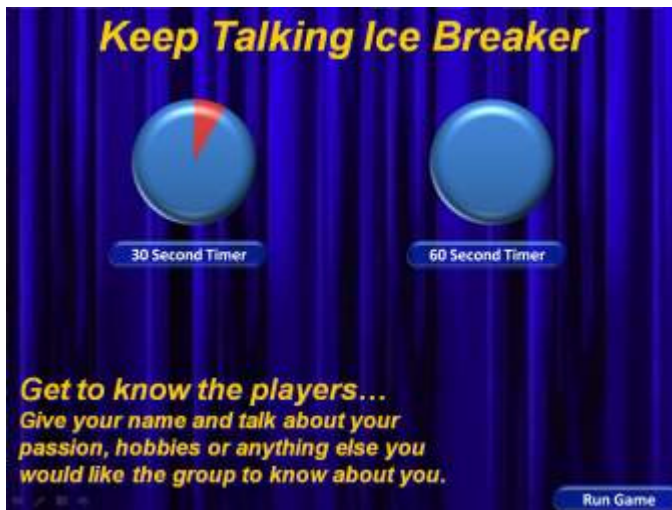 Keep Talking Ice Breaker
30 Second Timer
60 Second Timer
Get to know the players...
Give your name and talk about your
passion, hobbies or anything else you
would like the group to know about you.
Run Game